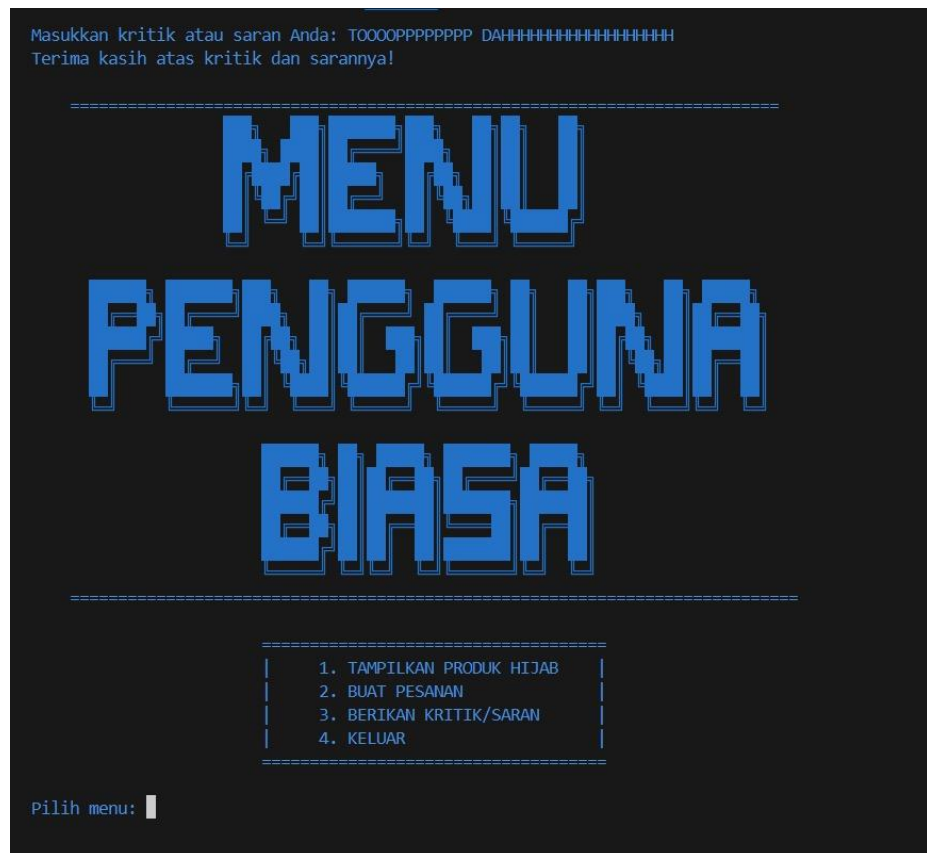 Masukkan kritik atau saran Anda: TOOOOPPPPPPPP DAHHHHHHHHHHHHHHHHHHH
Terima kasih atas kritik dan sarannya!
MENU
PENGGUNA
BIASA
1. TAMPILKAN PRODUK HIJAB
2. BUAT PESANAN
3. BERIKAN KRITIK/SARAN
4. KELUAR
Pilih menu: